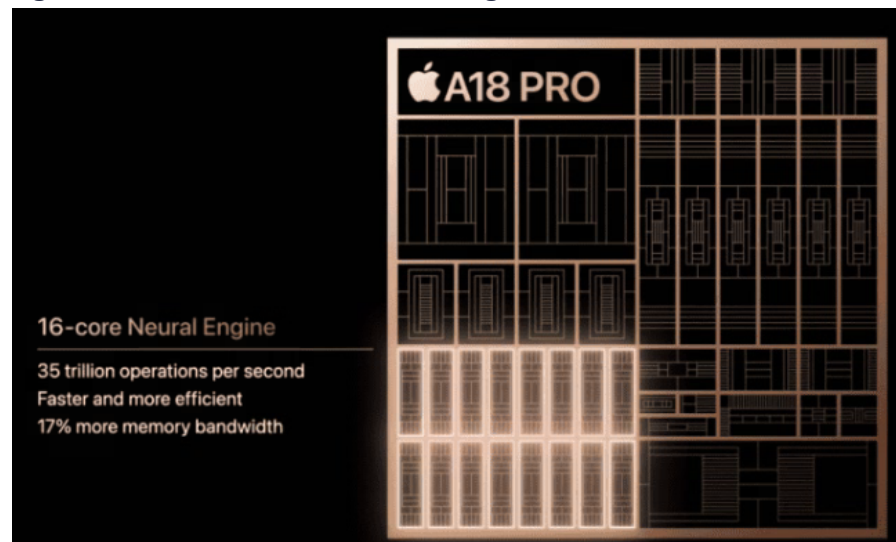 A18 PRO
16-core Neural Engine
35 trillion operations per second
Faster and more efficient
17% more memory bandwidth